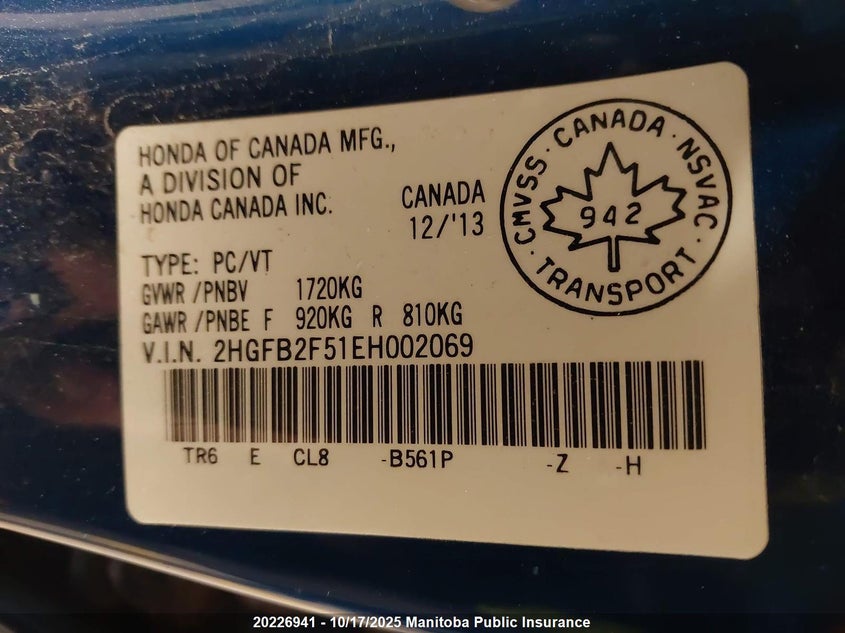 HONDA OF CANADA MFG.,
A DIVISION OF
HONDA CANADA INC.
CANADA
12/'13
CMVSS · CANADA · NSVAC · TRANSPORT ·
942
TYPE: PC/VT
GVWR /PNBV 1720KG
GAWR /PNBE F 920KG R 810KG
V.I.N. 2HGFB2F51EH002069
TR6 E CL8 -B561P -Z -H
20226941 - 10/17/2025 Manitoba Public Insurance